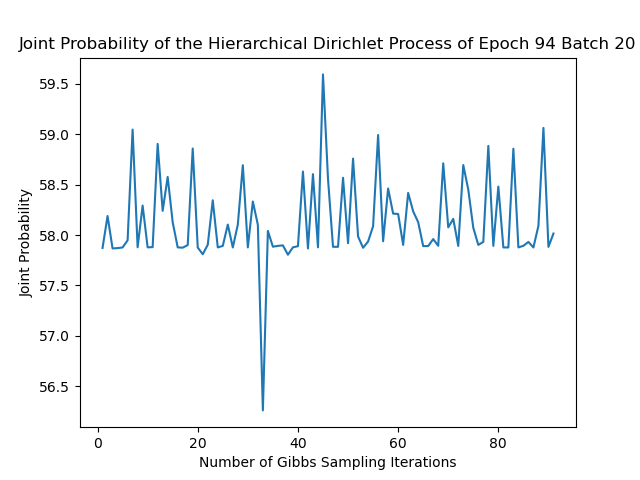 Joint Probability of the Hierarchical Dirichlet Process of Epoch 94 Batch 20
59.5
59.0
58.5
58.0
57.5
57.0
56.5
Joint Probability
0 20 40 60 80
Number of Gibbs Sampling Iterations